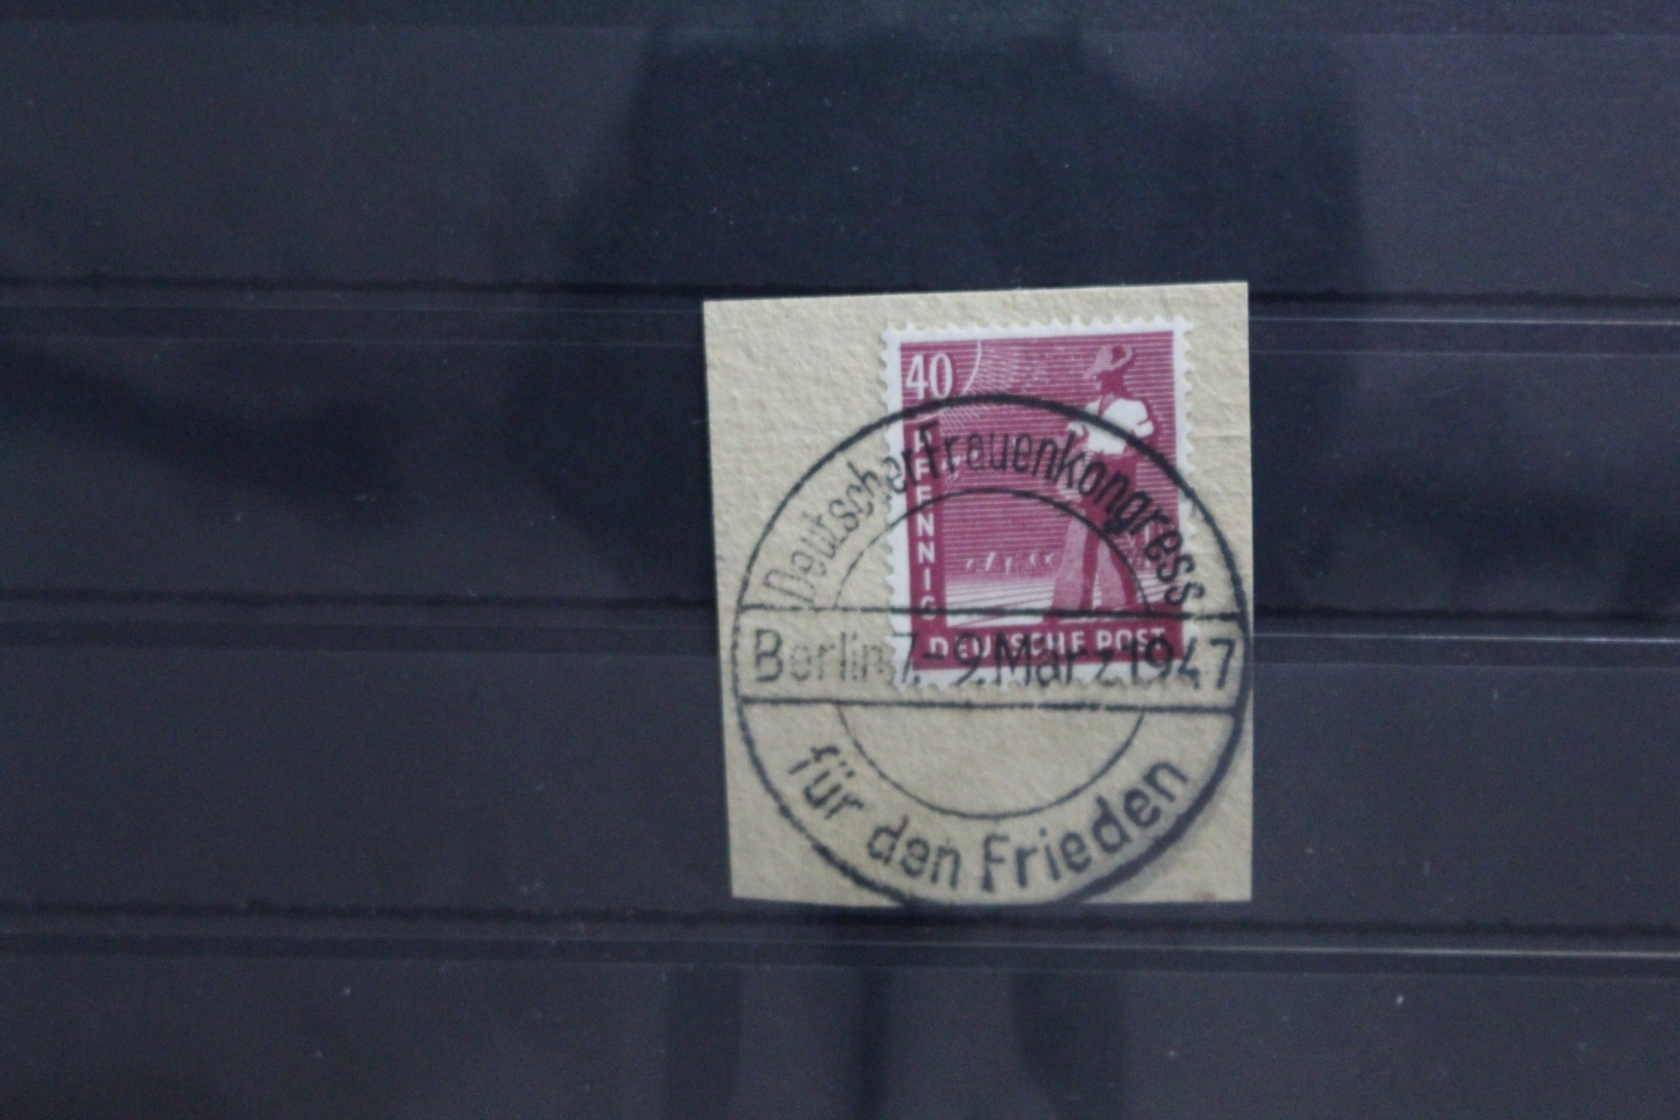 40
PFENNIG
DEUTSCHE POST
Deutscher Frauenkongress
Berlin 7.-9. März 1947
für den Frieden